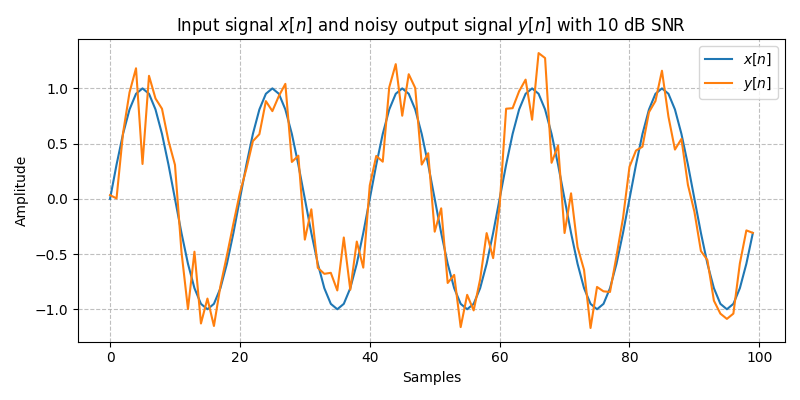 Input signal x[n] and noisy output signal y[n] with 10 dB SNR
x[n]
y[n]
1.0
0.5
0.0
−0.5
−1.0
Amplitude
0 20 40 60 80 100
Samples